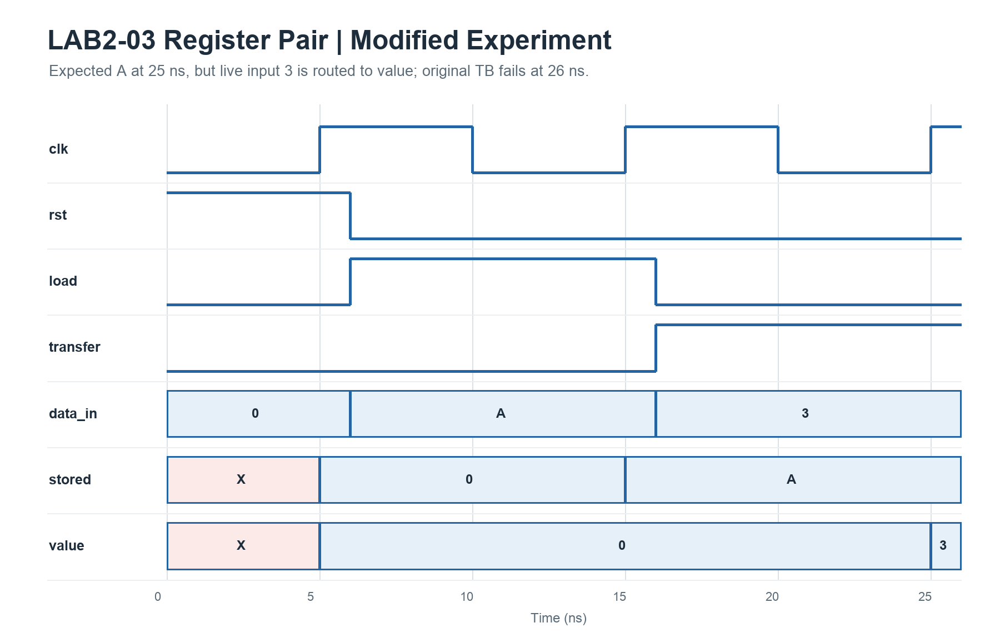 LAB2-03 Register Pair | Modified Experiment
Expected A at 25 ns, but live input 3 is routed to value; original TB fails at 26 ns.
clk
rst
load
transfer
data_in 0 A 3
stored X 0 A
value X 0 3
0 5 10 15 20 25
Time (ns)